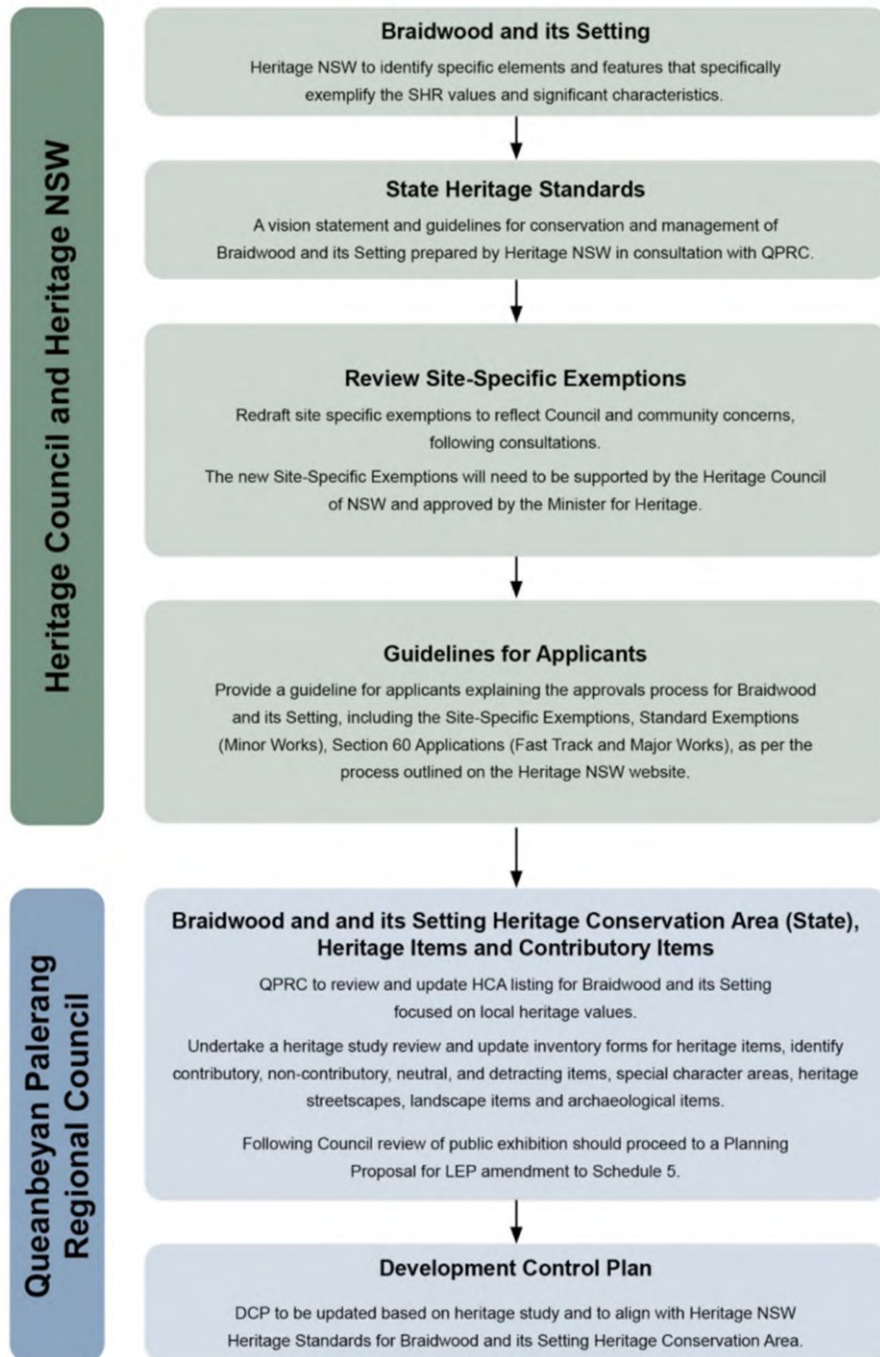 Heritage Council and Heritage NSW
Braidwood and its Setting
Heritage NSW to identify specific elements and features that specifically
exemplify the SHR values and significant characteristics.
State Heritage Standards
A vision statement and guidelines for conservation and management of
Braidwood and its Setting prepared by Heritage NSW in consultation with QPRC.
Review Site-Specific Exemptions
Redraft site specific exemptions to reflect Council and community concerns,
following consultations.
The new Site-Specific Exemptions will need to be supported by the Heritage Council
of NSW and approved by the Minister for Heritage.
Guidelines for Applicants
Provide a guideline for applicants explaining the approvals process for Braidwood
and its Setting, including the Site-Specific Exemptions, Standard Exemptions
(Minor Works), Section 60 Applications (Fast Track and Major Works), as per the
process outlined on the Heritage NSW website.
Queanbeyan Palerang
Regional Council
Braidwood and and its Setting Heritage Conservation Area (State),
Heritage Items and Contributory Items
QPRC to review and update HCA listing for Braidwood and its Setting
focused on local heritage values.
Undertake a heritage study review and update inventory forms for heritage items, identify
contributory, non-contributory, neutral, and detracting items, special character areas, heritage
streetscapes, landscape items and archaeological items.
Following Council review of public exhibition should proceed to a Planning
Proposal for LEP amendment to Schedule 5.
Development Control Plan
DCP to be updated based on heritage study and to align with Heritage NSW
Heritage Standards for Braidwood and its Setting Heritage Conservation Area.